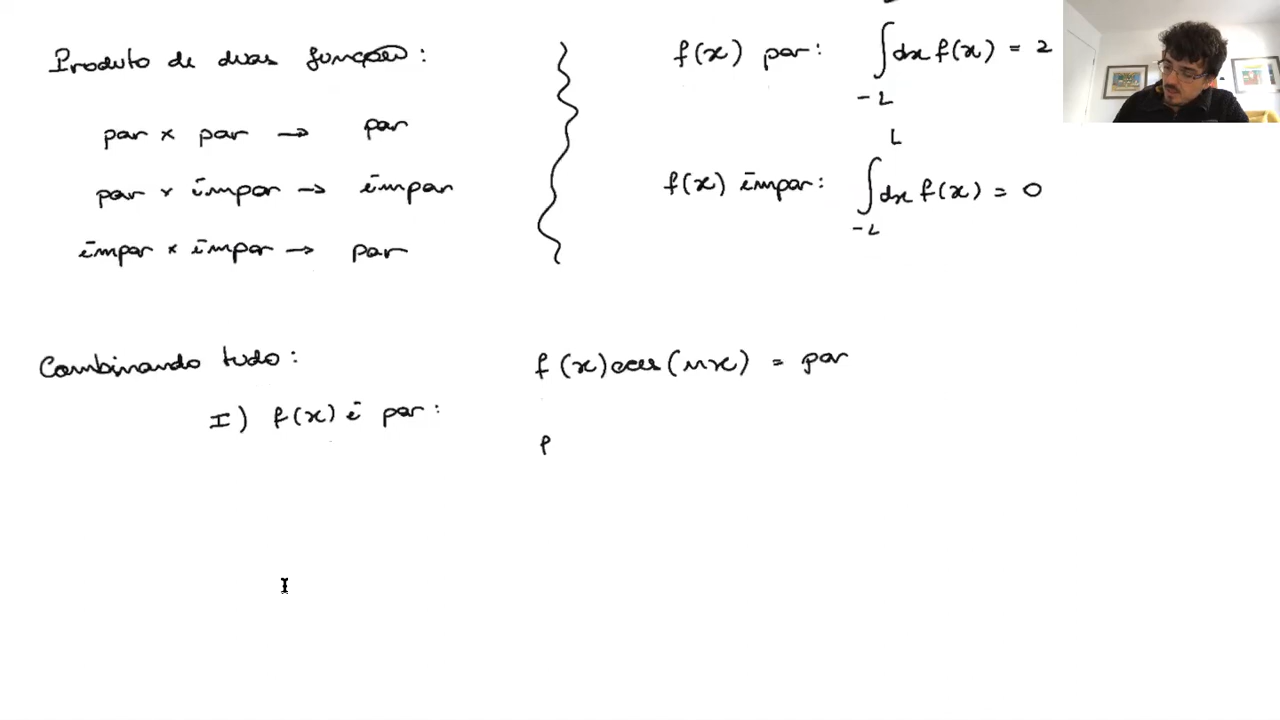 Produto de duas funções:
par x par → par
par x ímpar → ímpar
ímpar x ímpar → par
f(x) par: ∫ dx f(x) = 2
-L
L
f(x) ímpar: ∫ dx f(x) = 0
-L
Combinando tudo:
I) f(x) é par:
f(x)cos(nx) = par